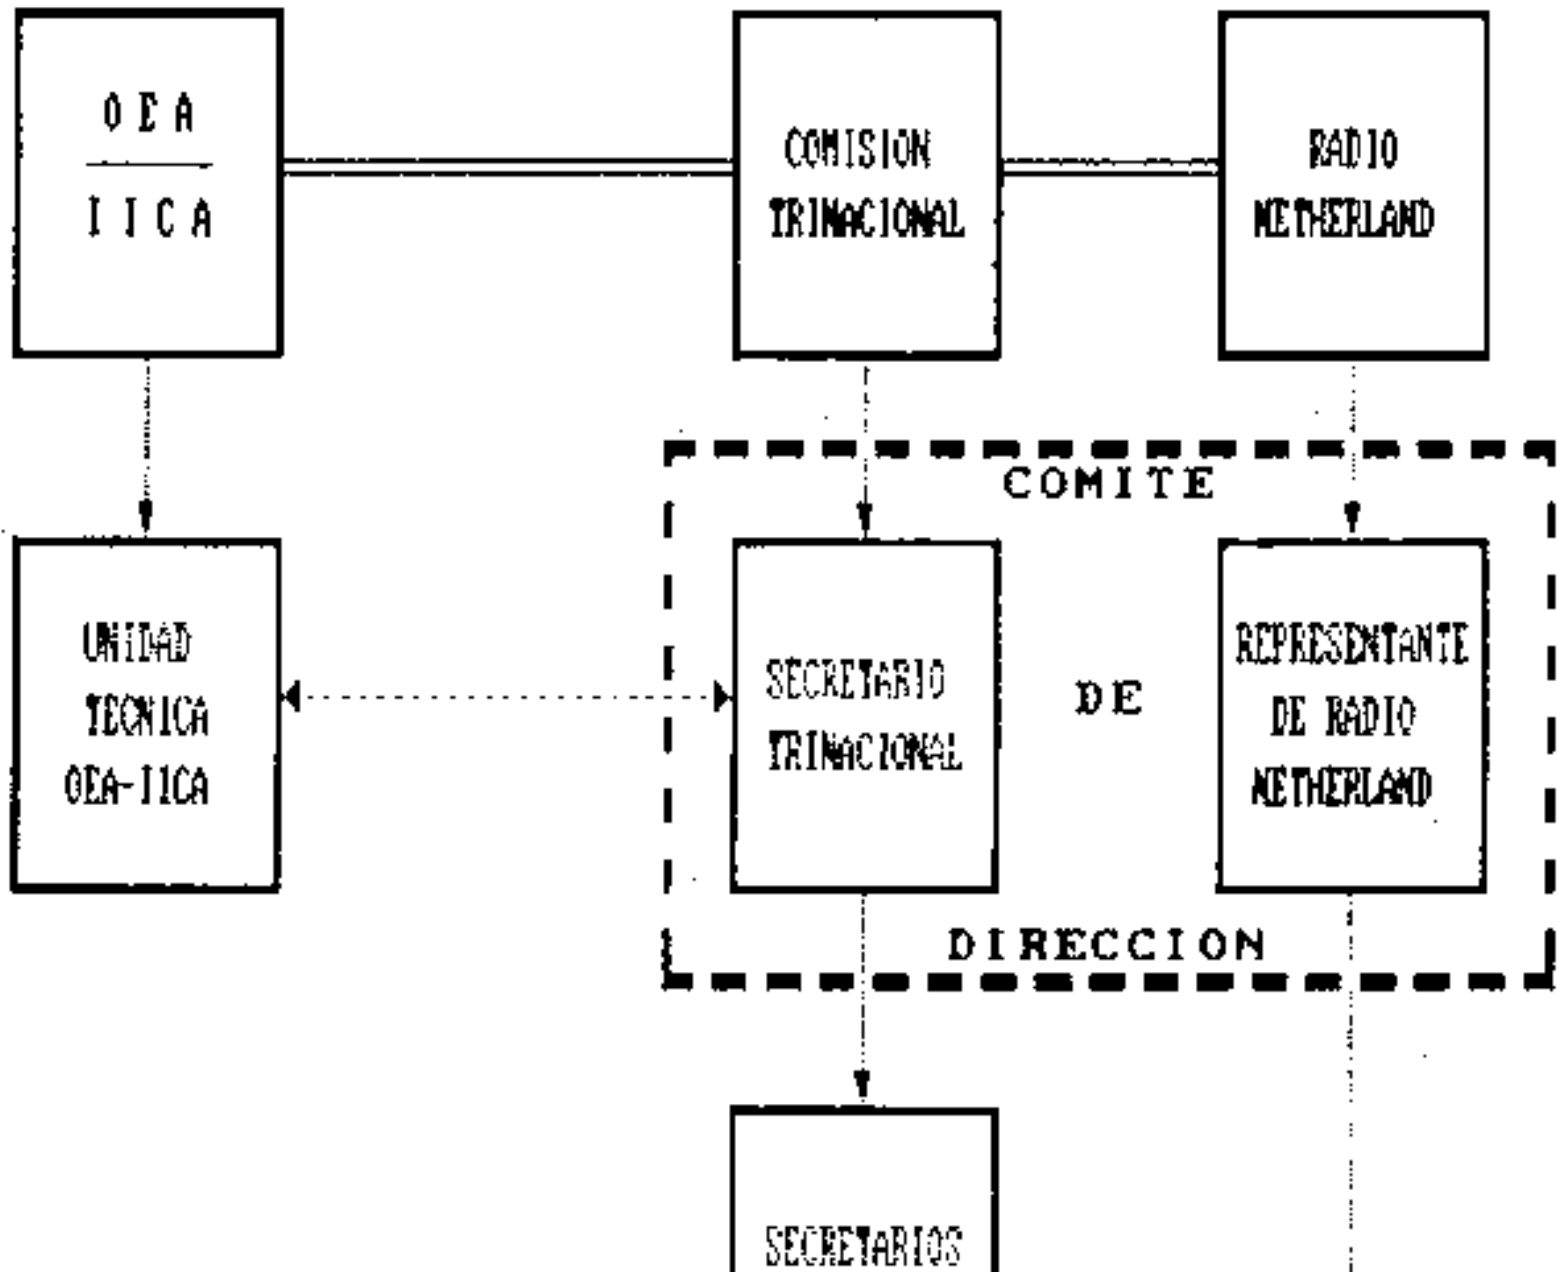 O E A
I I C A
COMISION
TRINACIONAL
RADIO
NETHERLAND
COMITE
UNIDAD
TECNICA
OEA-IICA
SECRETARIO
TRINACIONAL
DE
REPRESENTANTE
DE RADIO
NETHERLAND
DIRECCION
SECRETARIOS